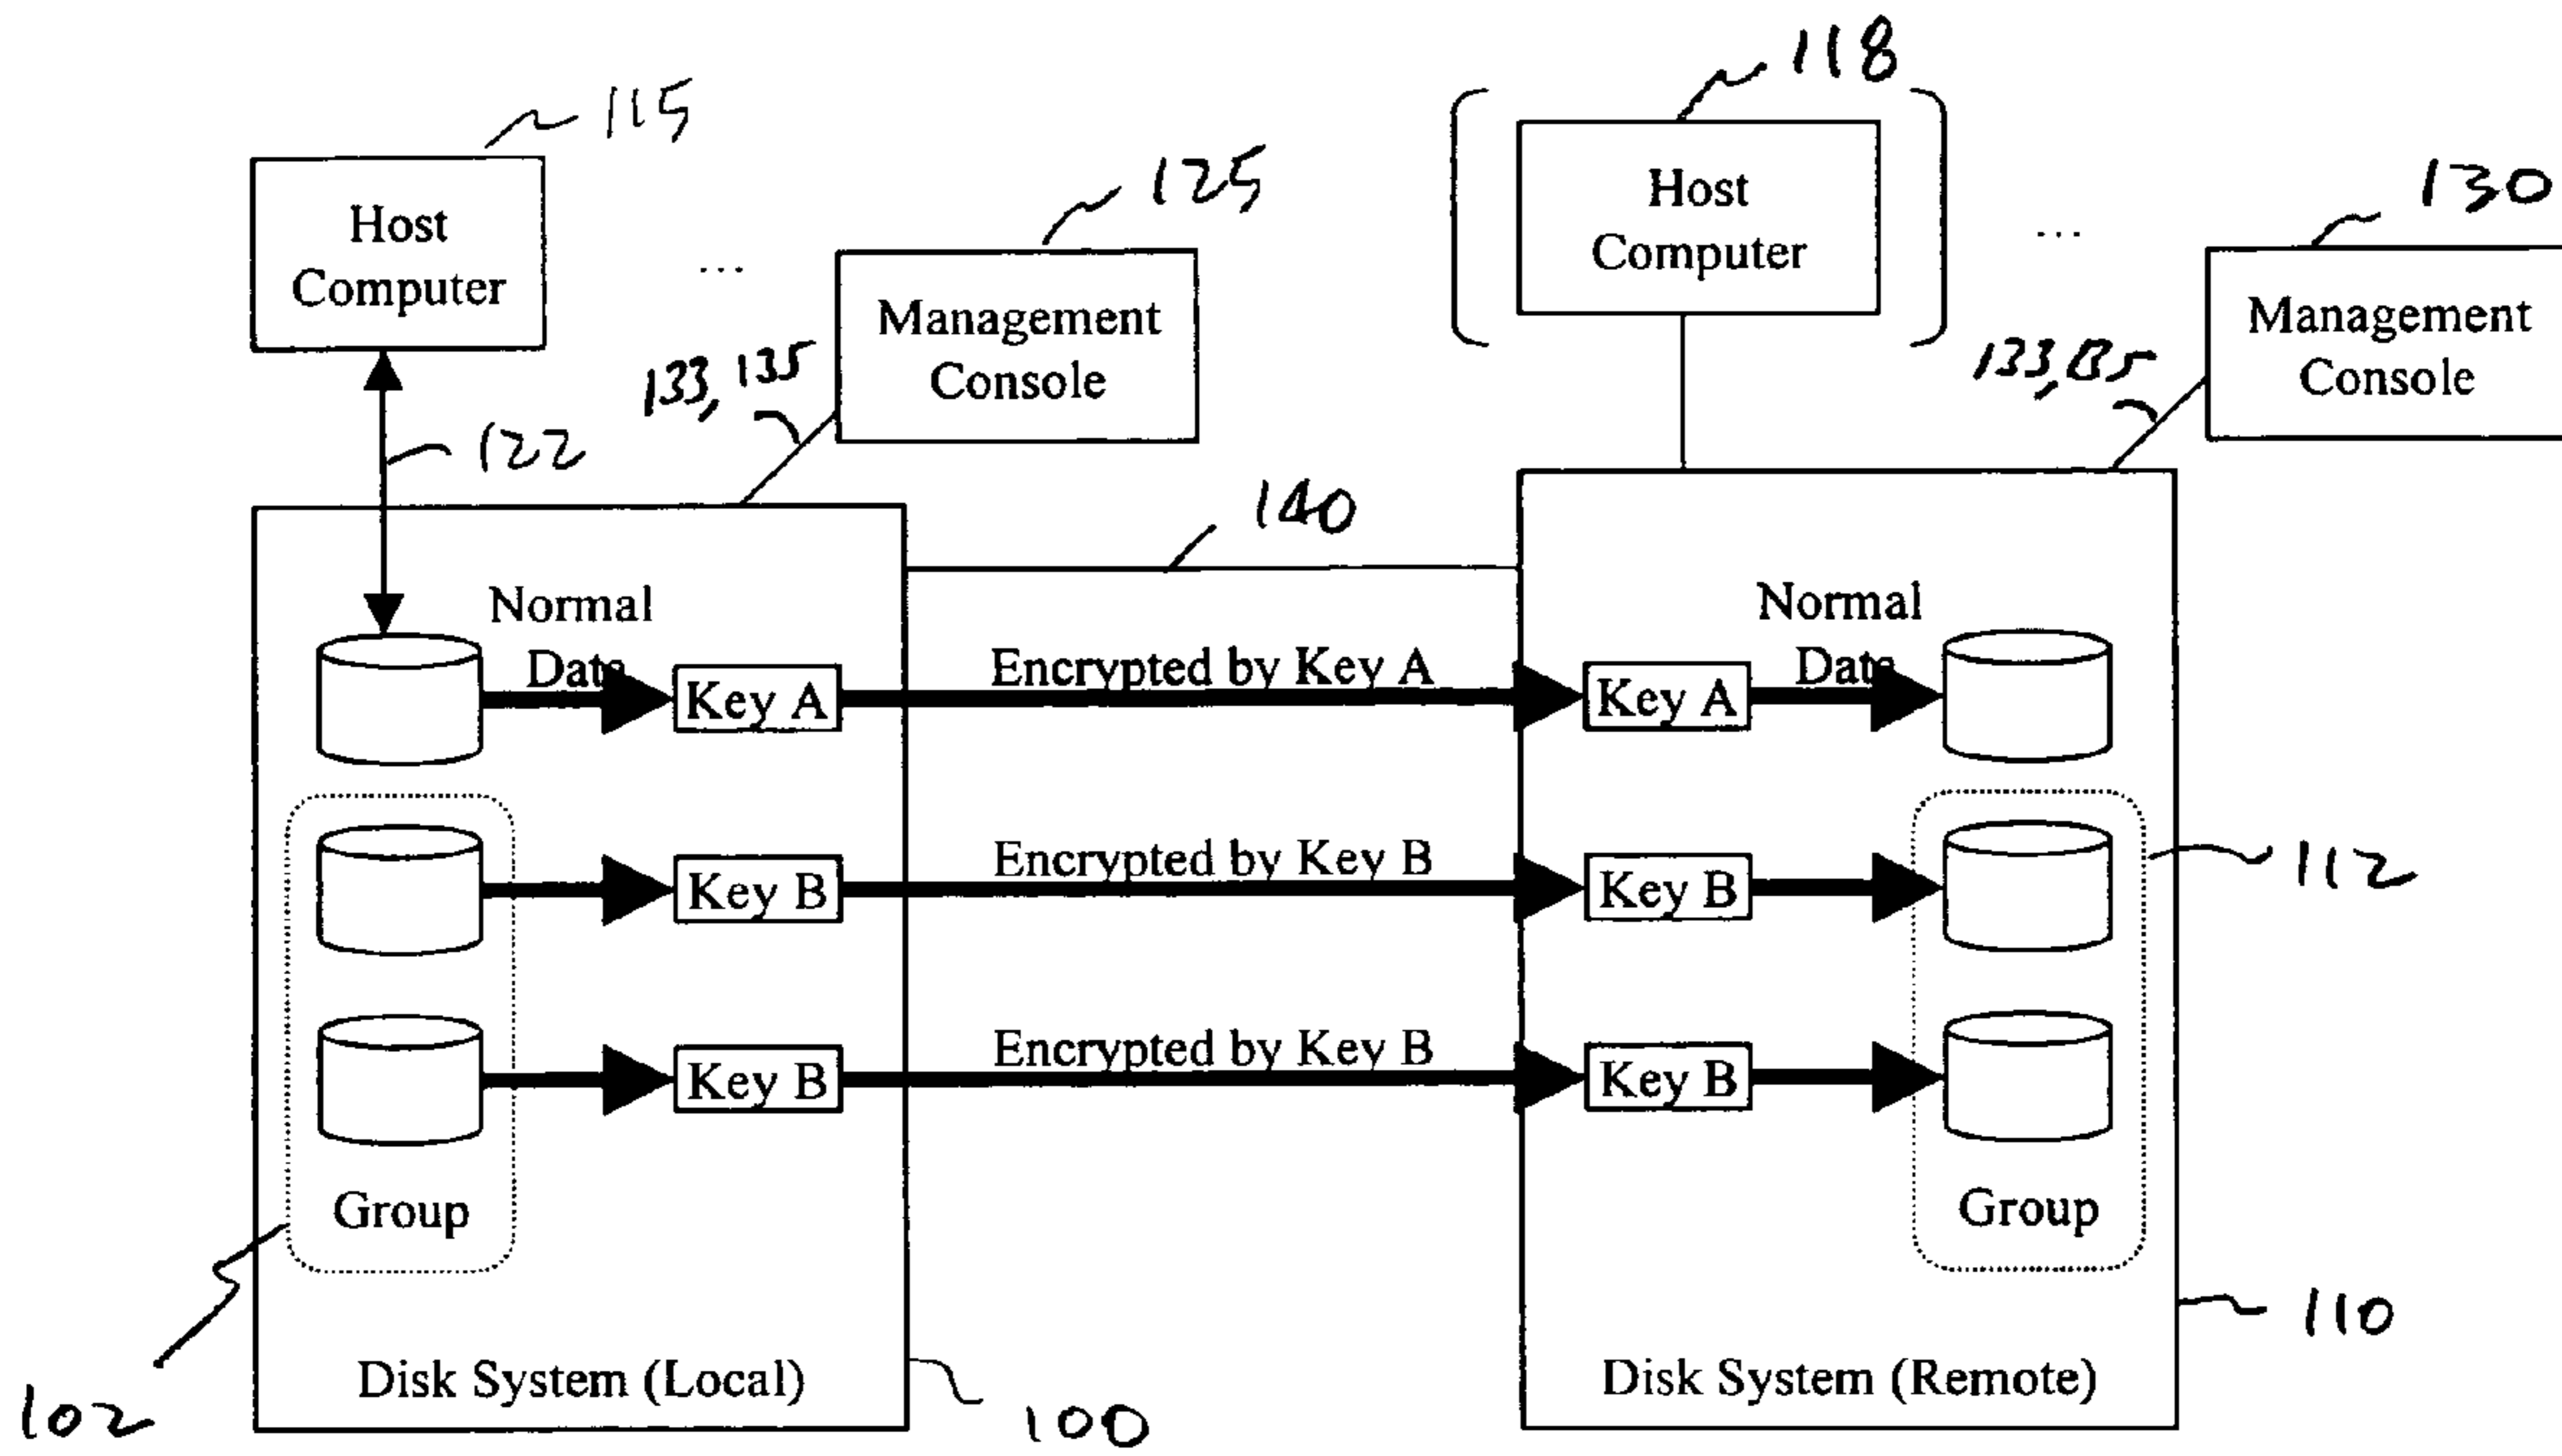 118
115
125
130
Host
Computer
...
Management
Console
Host
Computer
...
Management
Console
133, 135
133, 135
122
140
Normal
Data
Key A
Encrypted by Key A
Normal
Data
Key A
Key B
Encrypted by Key B
Key B
112
Key B
Encrypted by Key B
Key B
Group
Group
110
Disk System (Local)
Disk System (Remote)
102
100